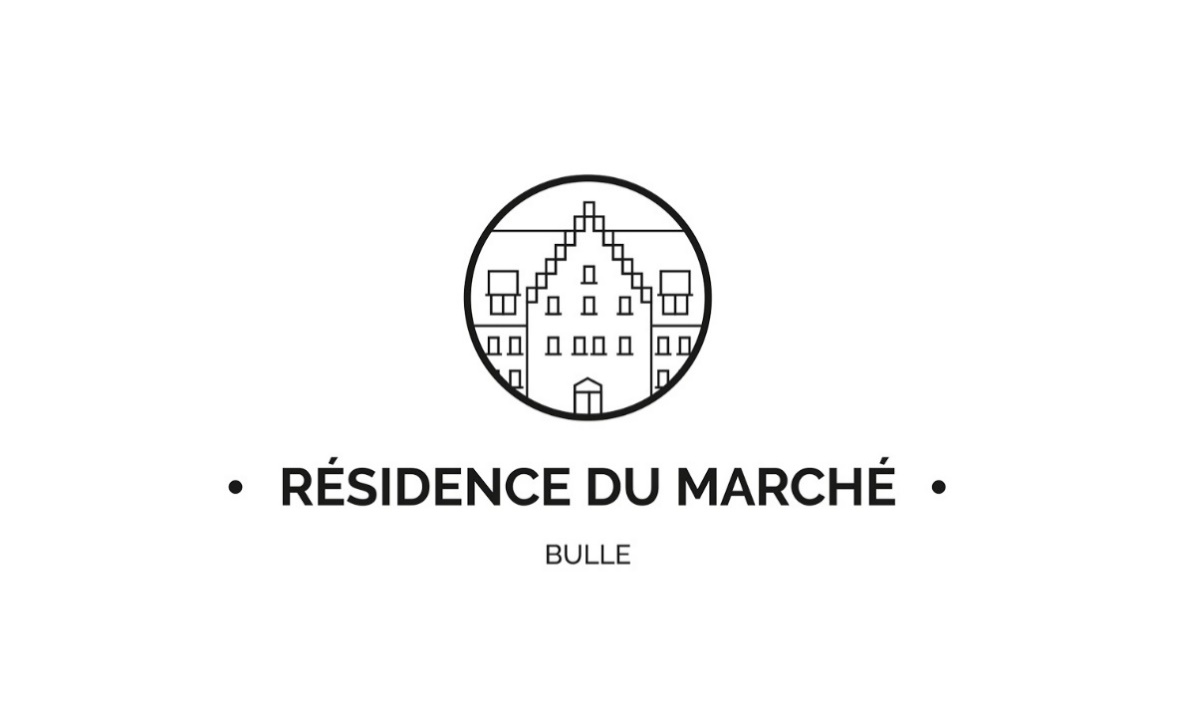 • RÉSIDENCE DU MARCHÉ •
BULLE